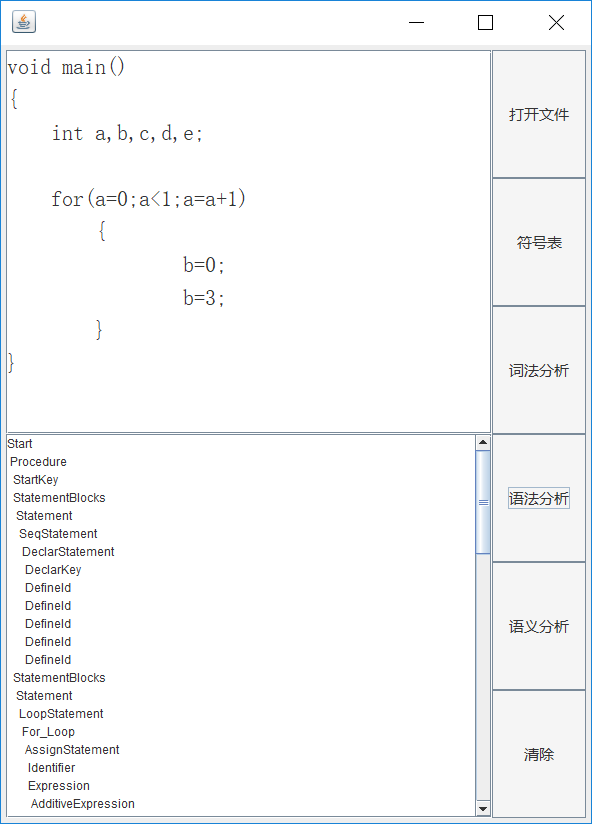 void main()
{
int a,b,c,d,e;
for(a=0;a<1;a=a+1)
{
b=0;
b=3;
}
}
Start
Procedure
StartKey
StatementBlocks
Statement
SeqStatement
DeclarStatement
DeclarKey
DefineId
DefineId
DefineId
DefineId
DefineId
StatementBlocks
Statement
LoopStatement
For_Loop
AssignStatement
Identifier
Expression
AdditiveExpression
打开文件
符号表
词法分析
语法分析
语义分析
清除